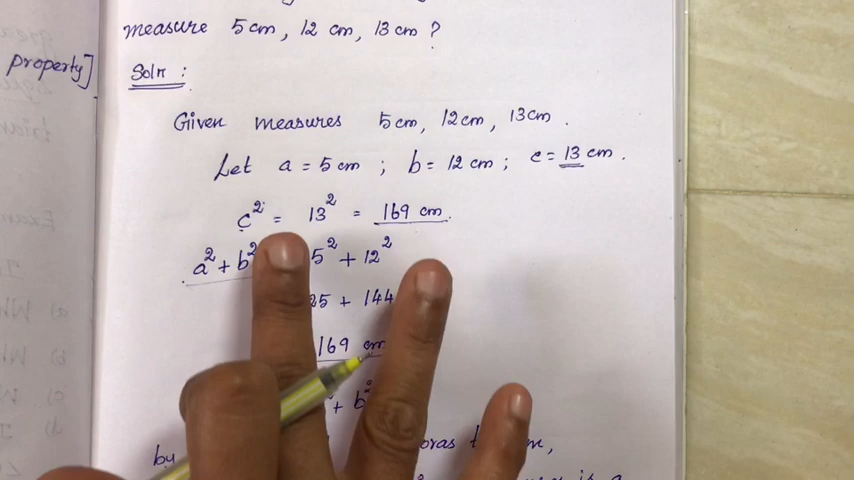 measure 5 cm, 12 cm, 13 cm ?
property]
Soln :
Given measures 5 cm, 12 cm, 13 cm.
Let a = 5 cm ; b = 12 cm ; c = 13 cm.
c² = 13² = 169 cm.
a² + b² 5² + 12²
25 + 144
169 cm
+ b²
by oras
is a